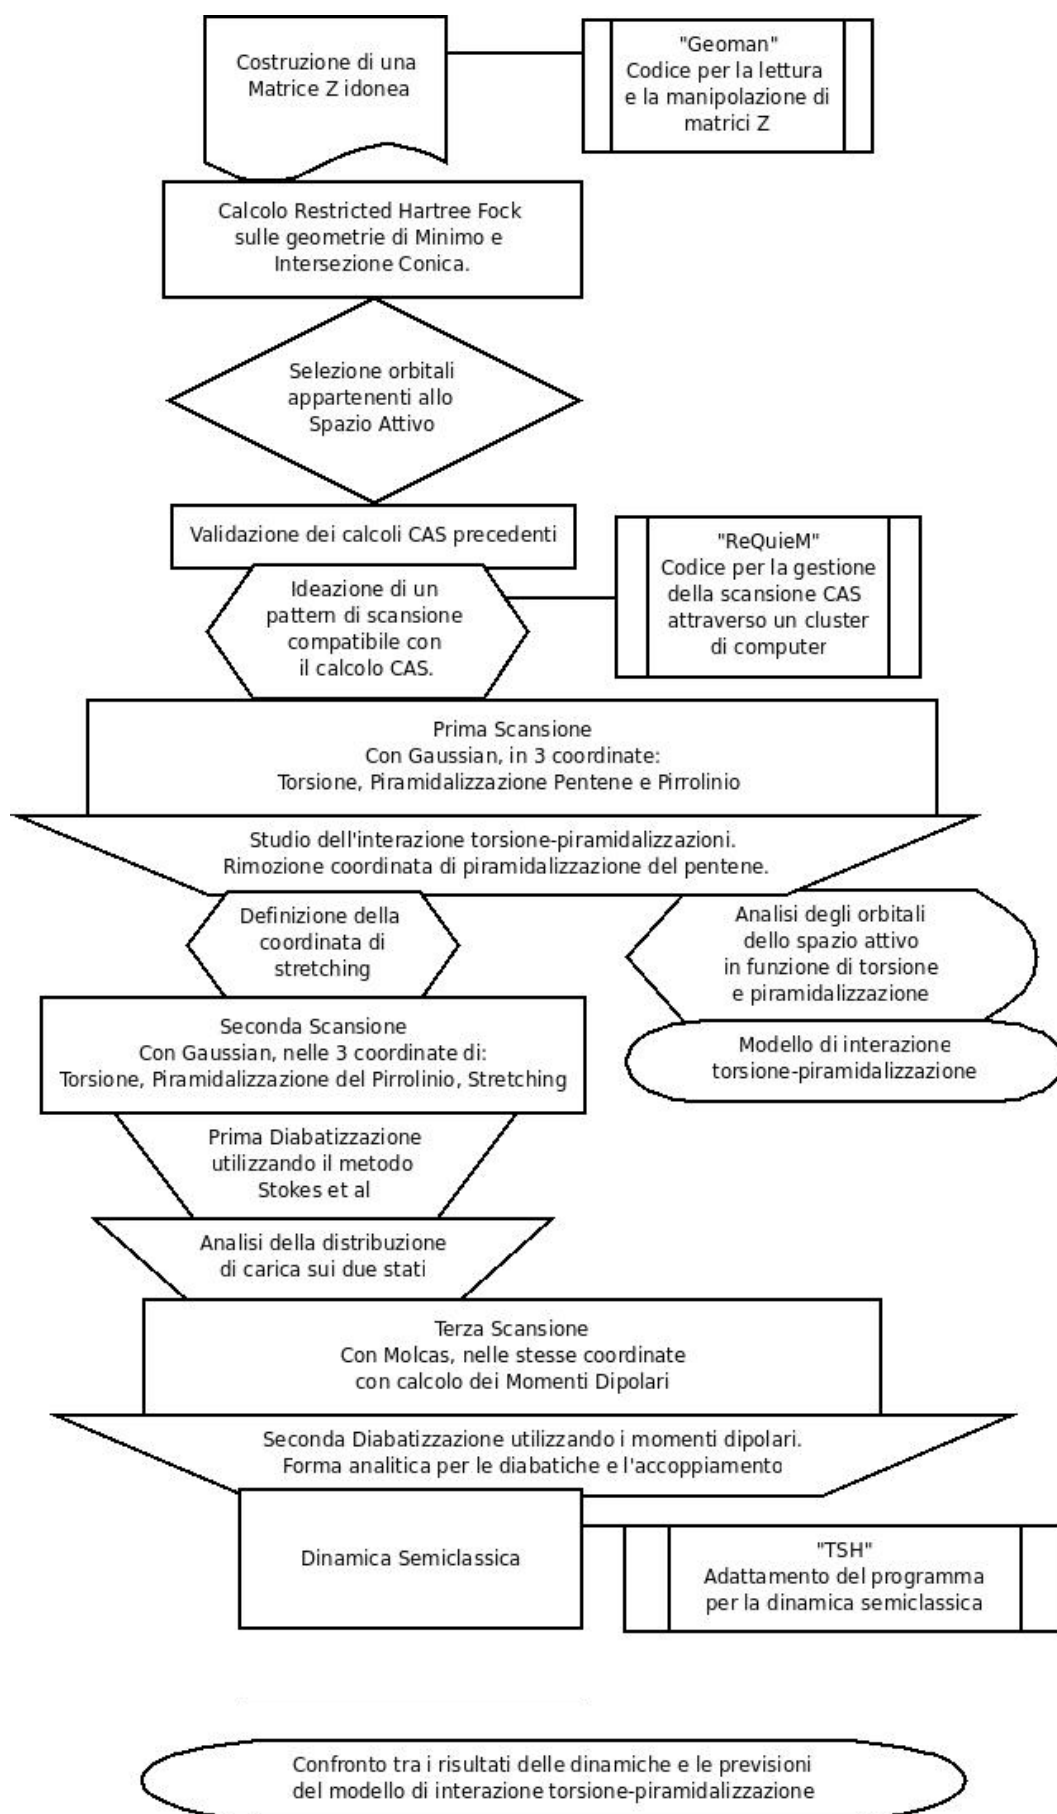 Costruzione di una
Matrice Z idonea
"Geoman"
Codice per la lettura
e la manipolazione di
matrici Z
Calcolo Restricted Hartree Fock
sulle geometrie di Minimo e
Intersezione Conica.
Selezione orbitali
appartenenti allo
Spazio Attivo
Validazione dei calcoli CAS precedenti
"ReQuieM"
Codice per la gestione
della scansione CAS
attraverso un cluster
di computer
Ideazione di un
pattern di scansione
compatibile con
il calcolo CAS.
Prima Scansione
Con Gaussian, in 3 coordinate:
Torsione, Piramidalizzazione Pentene e Pirrolinio
Studio dell'interazione torsione-piramidalizzazioni.
Rimozione coordinata di piramidalizzazione del pentene.
Definizione della
coordinata di
stretching
Analisi degli orbitali
dello spazio attivo
in funzione di torsione
e piramidalizzazione
Seconda Scansione
Con Gaussian, nelle 3 coordinate di:
Torsione, Piramidalizzazione del Pirrolinio, Stretching
Modello di interazione
torsione-piramidalizzazione
Prima Diabatizzazione
utilizzando il metodo
Stokes et al
Analisi della distribuzione
di carica sui due stati
Terza Scansione
Con Molcas, nelle stesse coordinate
con calcolo dei Momenti Dipolari
Seconda Diabatizzazione utilizzando i momenti dipolari.
Forma analitica per le diabatiche e l'accoppiamento
Dinamica Semiclassica
"TSH"
Adattamento del programma
per la dinamica semiclassica
Confronto tra i risultati delle dinamiche e le previsioni
del modello di interazione torsione-piramidalizzazione